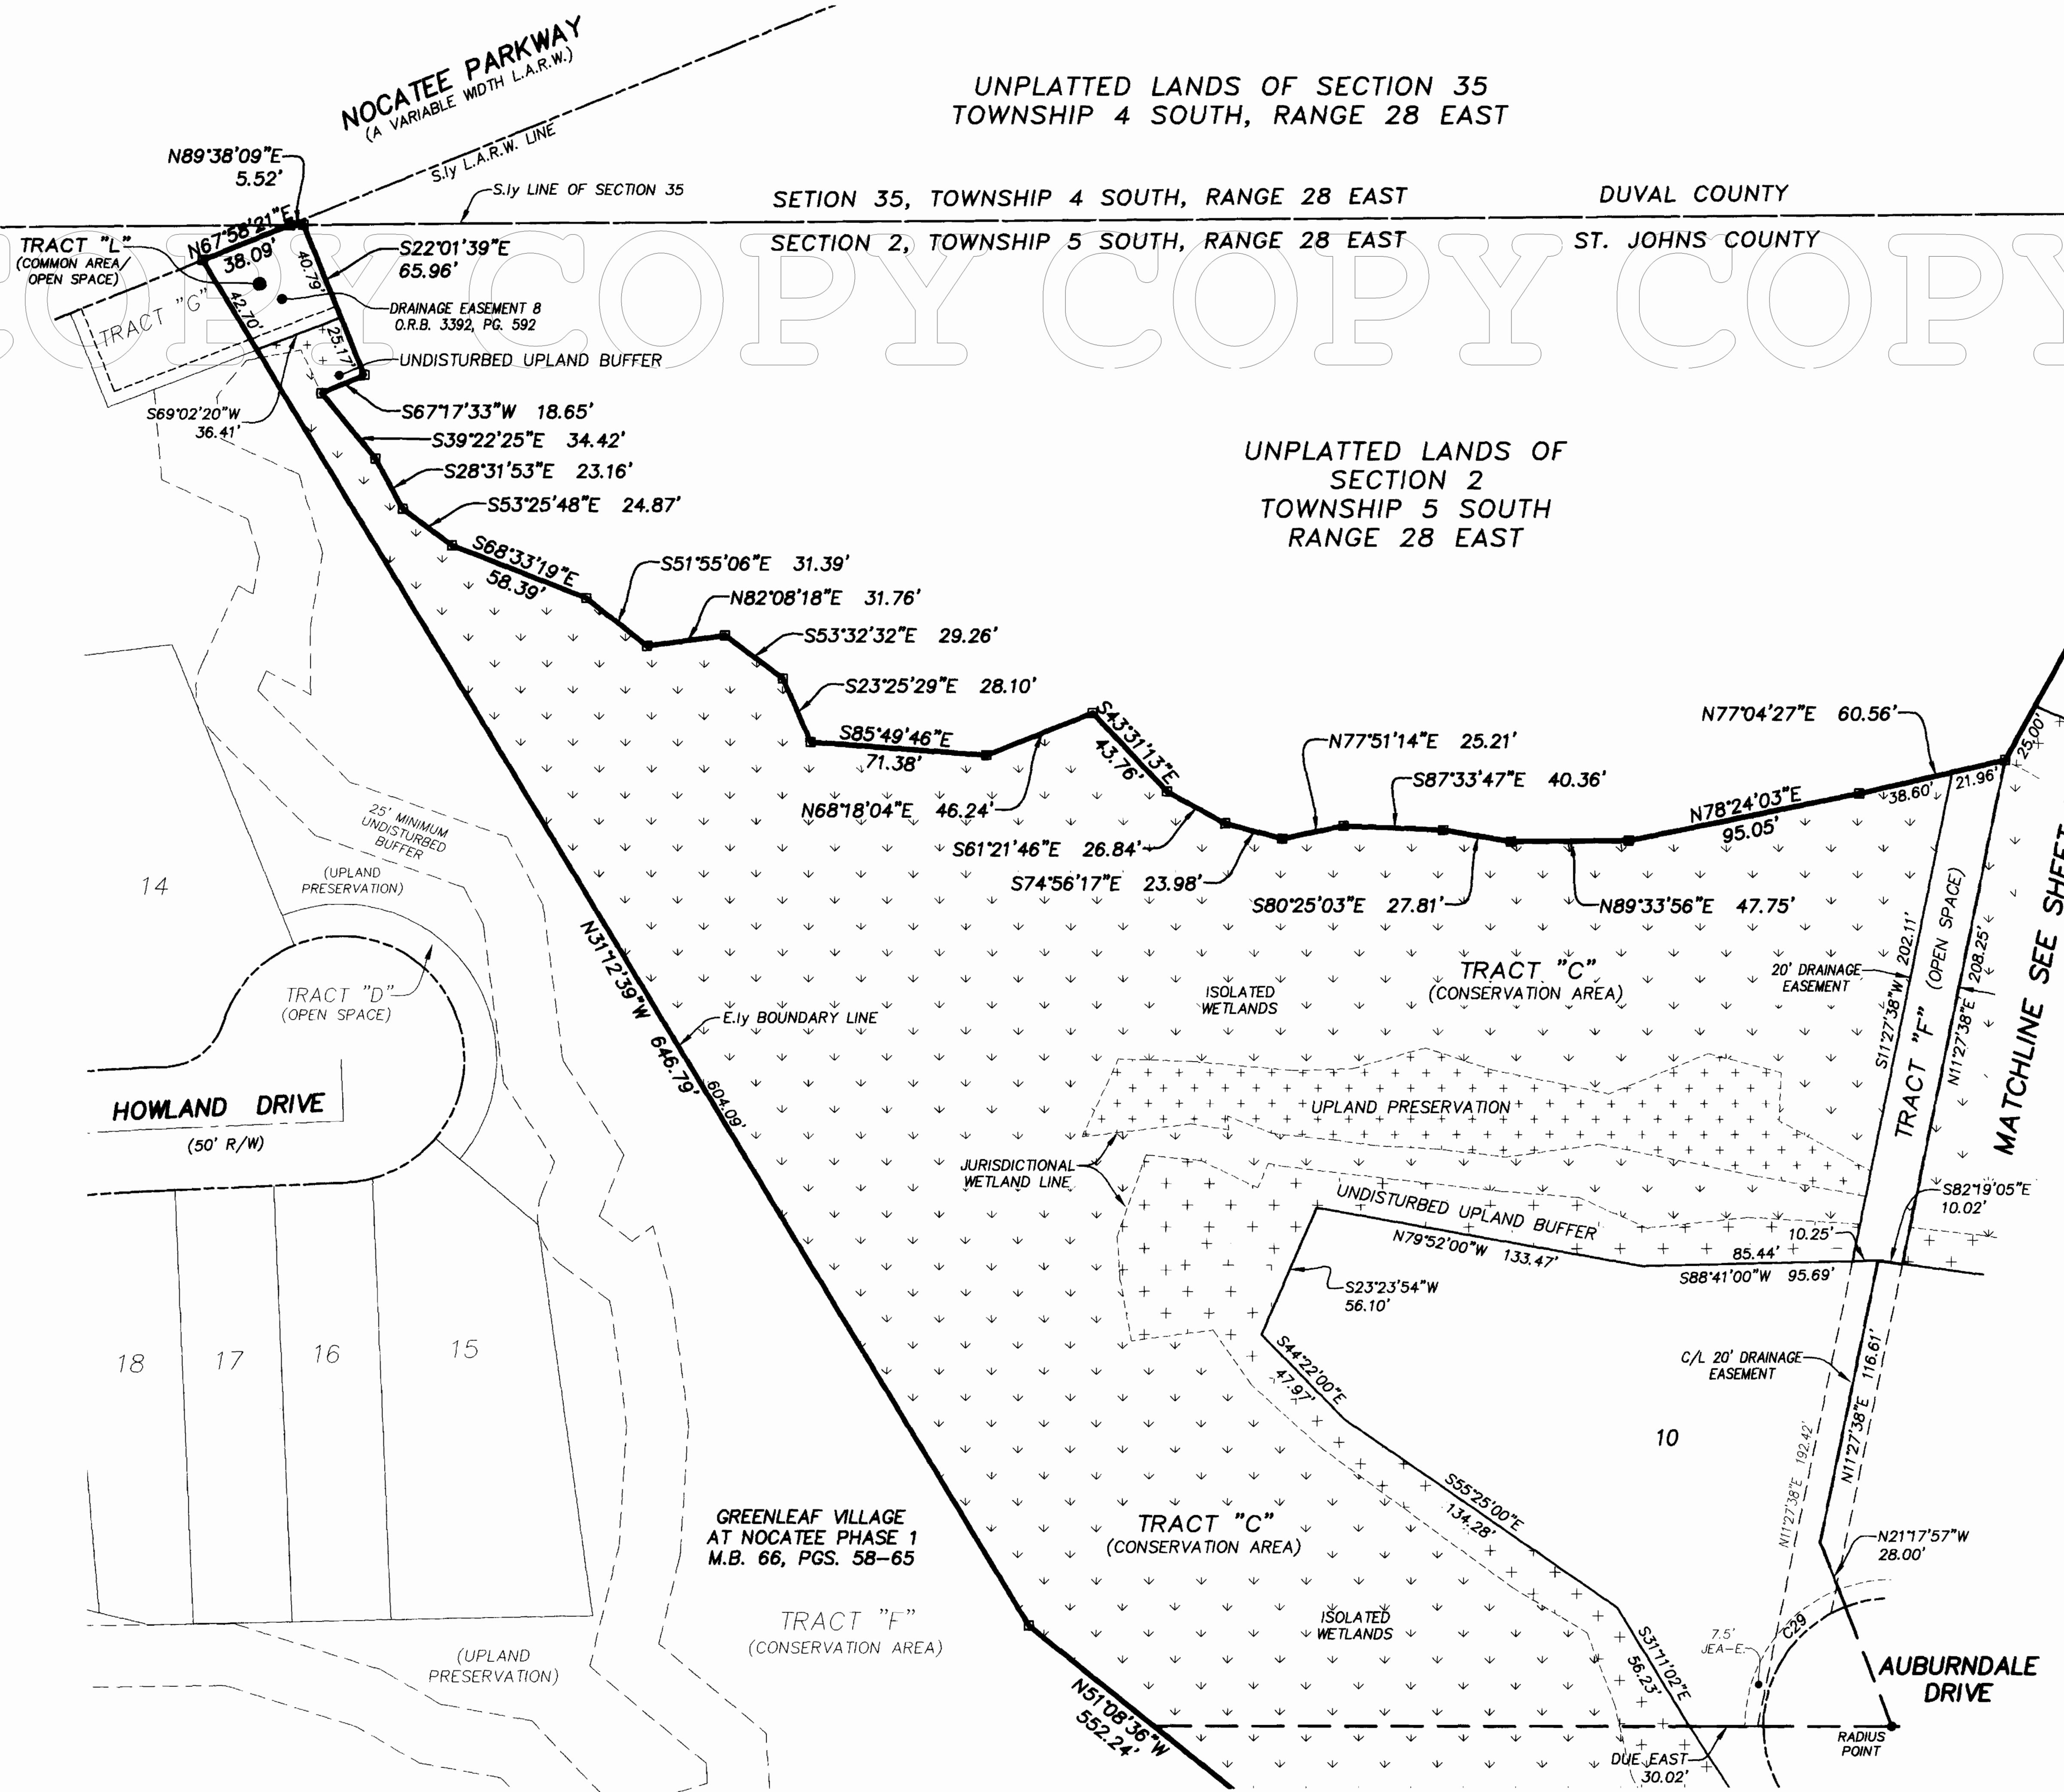 NOCATEE PARKWAY
(A VARIABLE WIDTH L.A.R.W.)
S.ly L.A.R.W. LINE
UNPLATTED LANDS OF SECTION 35
TOWNSHIP 4 SOUTH, RANGE 28 EAST
N89°38'09"E
5.52'
S.ly LINE OF SECTION 35
SETION 35, TOWNSHIP 4 SOUTH, RANGE 28 EAST
DUVAL COUNTY
SECTION 2, TOWNSHIP 5 SOUTH, RANGE 28 EAST
ST. JOHNS COUNTY
COPY COPY COPY COPY
TRACT "L"
(COMMON AREA/
OPEN SPACE)
N67°58'21"E
38.09'
S22°01'39"E
65.96'
40.79'
DRAINAGE EASEMENT 8
O.R.B. 3392, PG. 592
TRACT "G"
42.70'
25.17'
UNDISTURBED UPLAND BUFFER
S69°02'20"W
36.41'
S67°17'33"W 18.65'
S39°22'25"E 34.42'
S28°31'53"E 23.16'
S53°25'48"E 24.87'
UNPLATTED LANDS OF
SECTION 2
TOWNSHIP 5 SOUTH
RANGE 28 EAST
S68°33'19"E
58.39'
S51°55'06"E 31.39'
N82°08'18"E 31.76'
S53°32'32"E 29.26'
S23°25'29"E 28.10'
S85°49'46"E
71.38'
N68°18'04"E 46.24'
S43°31'13"E
43.76'
S61°21'46"E 26.84'
S74°56'17"E 23.98'
N77°51'14"E 25.21'
S87°33'47"E 40.36'
S80°25'03"E 27.81'
N89°33'56"E 47.75'
N78°24'03"E
95.05'
N77°04'27"E 60.56'
38.60'
21.96'
25.00'
MATCHLINE SEE SHEET
25' MINIMUM
UNDISTURBED
BUFFER
(UPLAND
PRESERVATION)
14
TRACT "D"
(OPEN SPACE)
HOWLAND DRIVE
(50' R/W)
N31°12'39"W 646.79'
604.09'
E.ly BOUNDARY LINE
ISOLATED
WETLANDS
TRACT "C"
(CONSERVATION AREA)
20' DRAINAGE
EASEMENT
S11°27'38"W 202.11'
TRACT "F" (OPEN SPACE)
N11°27'38"E 208.25'
UPLAND PRESERVATION
JURISDICTIONAL
WETLAND LINE
UNDISTURBED UPLAND BUFFER
N79°52'00"W 133.47'
S82°19'05"E
10.02'
10.25'
85.44'
S88°41'00"W 95.69'
S23°23'54"W
56.10'
S44°22'00"E
47.97'
18
17
16
15
C/L 20' DRAINAGE
EASEMENT
N11°27'38"E 116.61'
N11°27'38"E 192.42'
10
S55°25'00"E
134.28'
GREENLEAF VILLAGE
AT NOCATEE PHASE 1
M.B. 66, PGS. 58-65
TRACT "C"
(CONSERVATION AREA)
N21°17'57"W
28.00'
TRACT "F"
(CONSERVATION AREA)
ISOLATED
WETLANDS
S31°11'02"E
56.23'
7.5'
JEA-E.
C29
(UPLAND
PRESERVATION)
AUBURNDALE
DRIVE
N51°08'36"W
552.24'
RADIUS
POINT
DUE EAST
30.02'